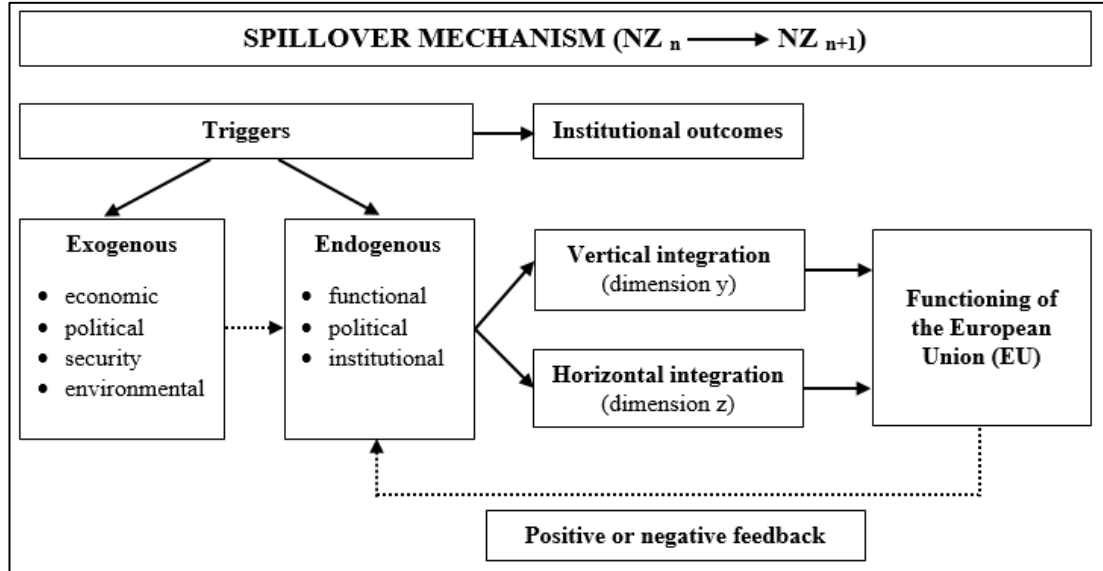 SPILLOVER MECHANISM (NZ n ⟶ NZ n+1)
Triggers
Institutional outcomes
Exogenous
• economic
• political
• security
• environmental
Endogenous
• functional
• political
• institutional
Vertical integration
(dimension y)
Horizontal integration
(dimension z)
Functioning of
the European
Union (EU)
Positive or negative feedback